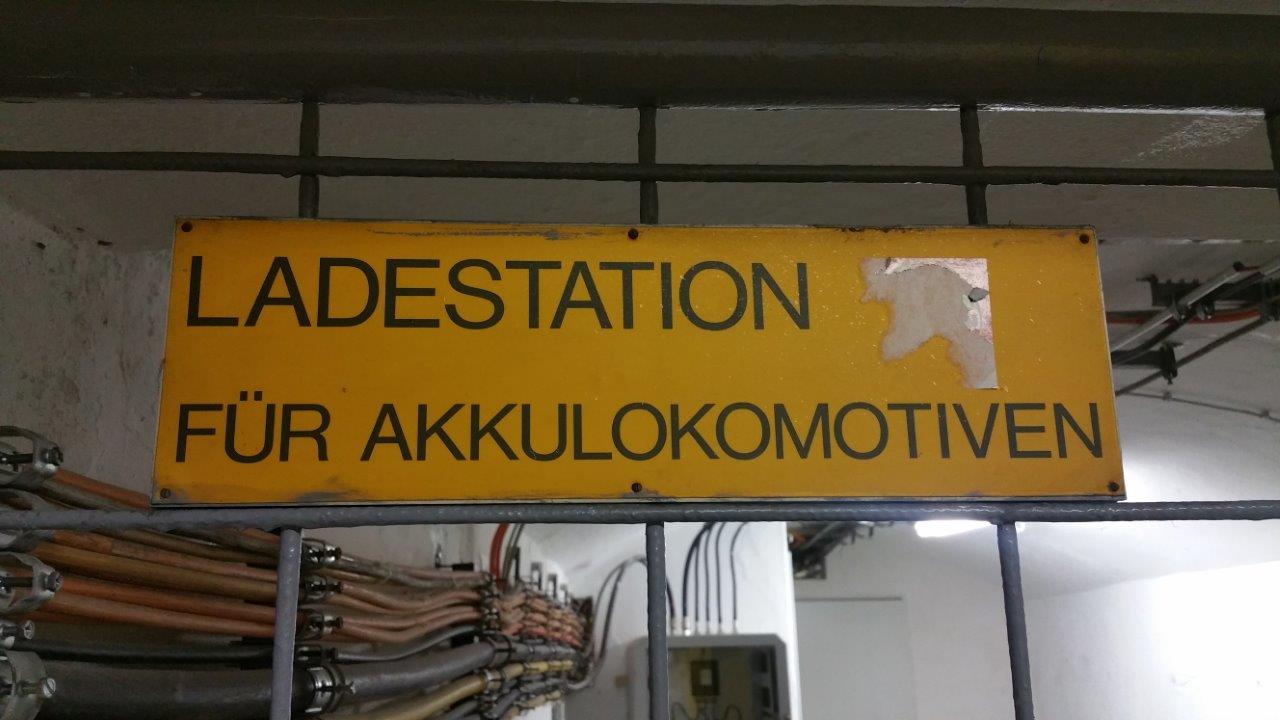 LADESTATION
FÜR AKKULOKOMOTIVEN